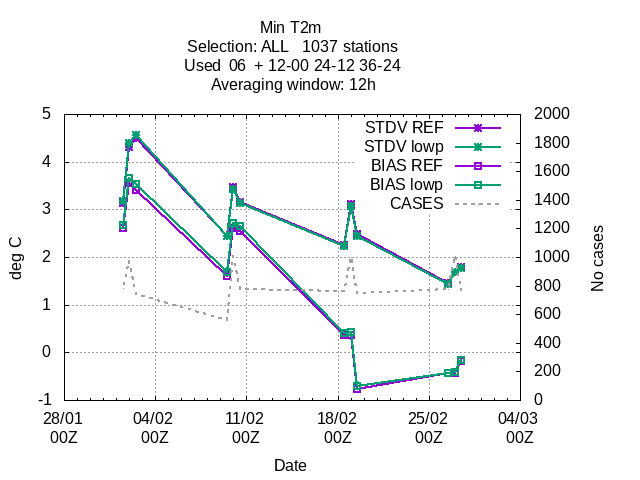 Min T2m
Selection: ALL   1037 stations
Used  06  + 12-00 24-12 36-24
Averaging window: 12h
STDV REF
STDV lowp
BIAS REF
BIAS lowp
CASES
5
4
3
2
1
0
-1
deg C
2000
1800
1600
1400
1200
1000
800
600
400
200
0
No cases
28/01 04/02 11/02 18/02 25/02 04/03
00Z 00Z 00Z 00Z 00Z 00Z
Date